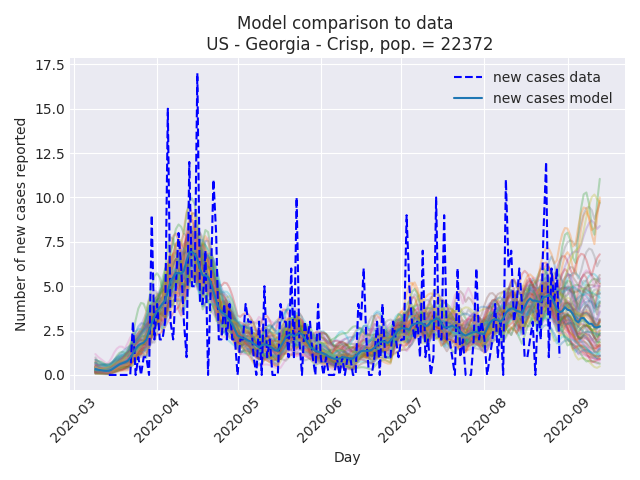 Model comparison to data
US - Georgia - Crisp, pop. = 22372
new cases data
new cases model
Number of new cases reported
17.5
15.0
12.5
10.0
7.5
5.0
2.5
0.0
2020-03
2020-04
2020-05
2020-06
2020-07
2020-08
2020-09
Day